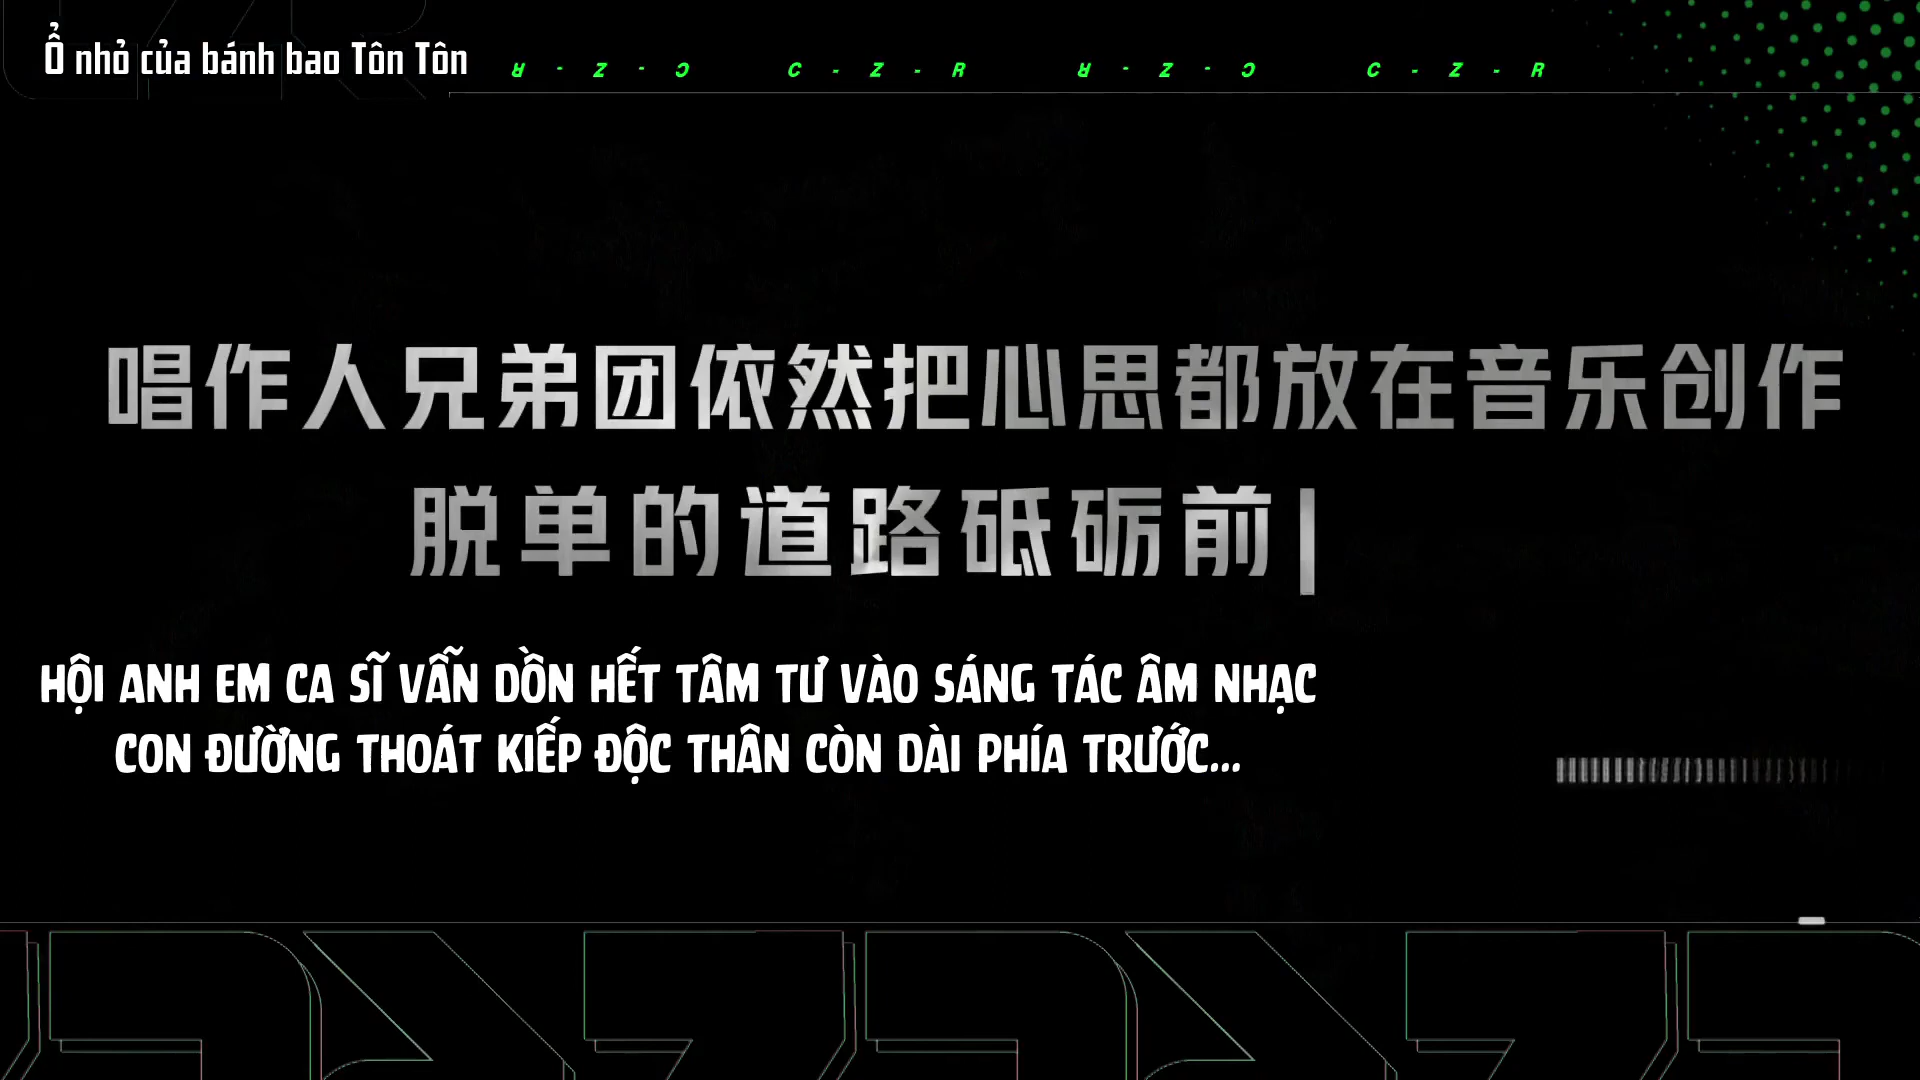 Ổ nhỏ của bánh bao Tôn Tôn
R - Z - C C - Z - R R - Z - C C - Z - R
唱作人兄弟团依然把心思都放在音乐创作
脱单的道路砥砺前
HỘI ANH EM CA SĨ VẪN DỒN HẾT TÂM TƯ VÀO SÁNG TÁC ÂM NHẠC
CON ĐƯỜNG THOÁT KIẾP ĐỘC THÂN CÒN DÀI PHÍA TRƯỚC...